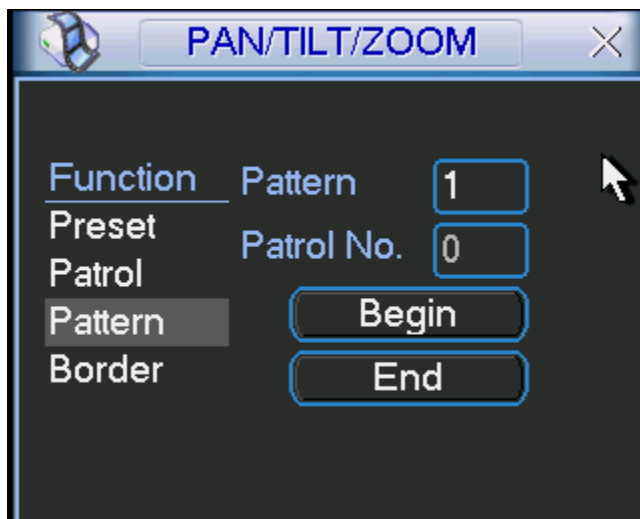 PAN/TILT/ZOOM
Function
Preset
Patrol
Pattern
Border
Pattern 1
Patrol No. 0
Begin
End